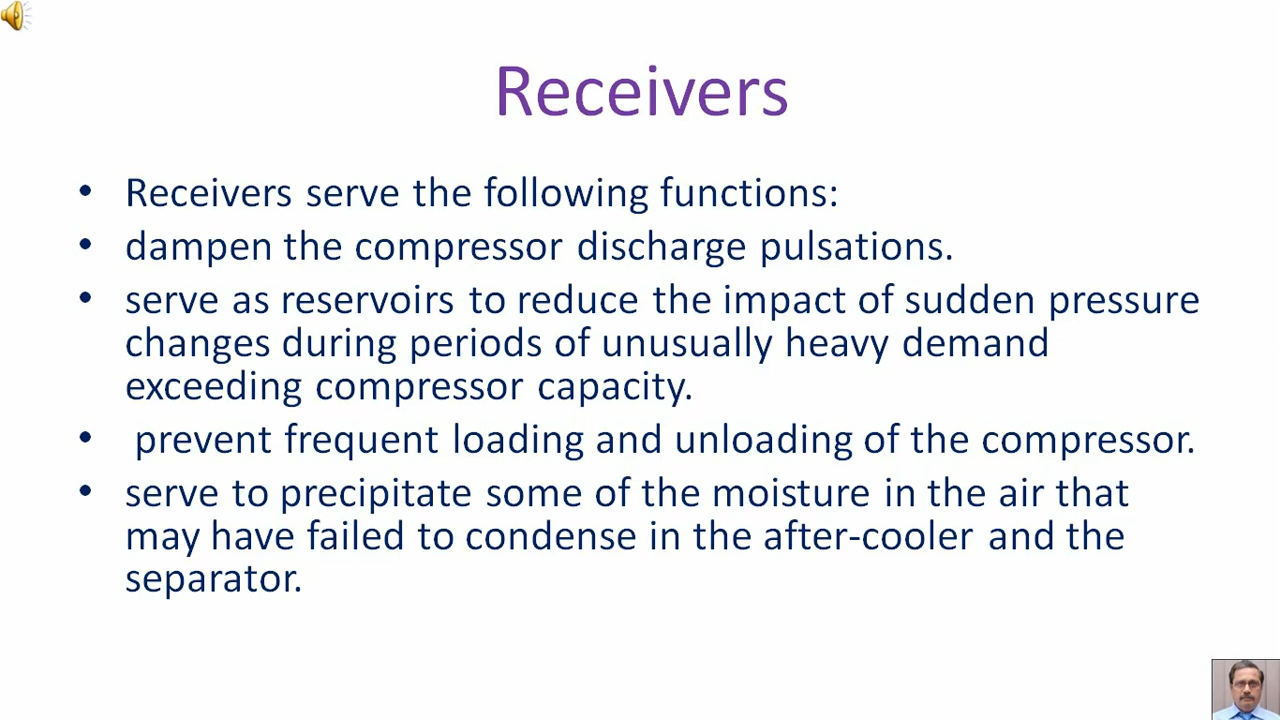 Receivers
• Receivers serve the following functions:
• dampen the compressor discharge pulsations.
• serve as reservoirs to reduce the impact of sudden pressure
changes during periods of unusually heavy demand
exceeding compressor capacity.
• prevent frequent loading and unloading of the compressor.
• serve to precipitate some of the moisture in the air that
may have failed to condense in the after-cooler and the
separator.